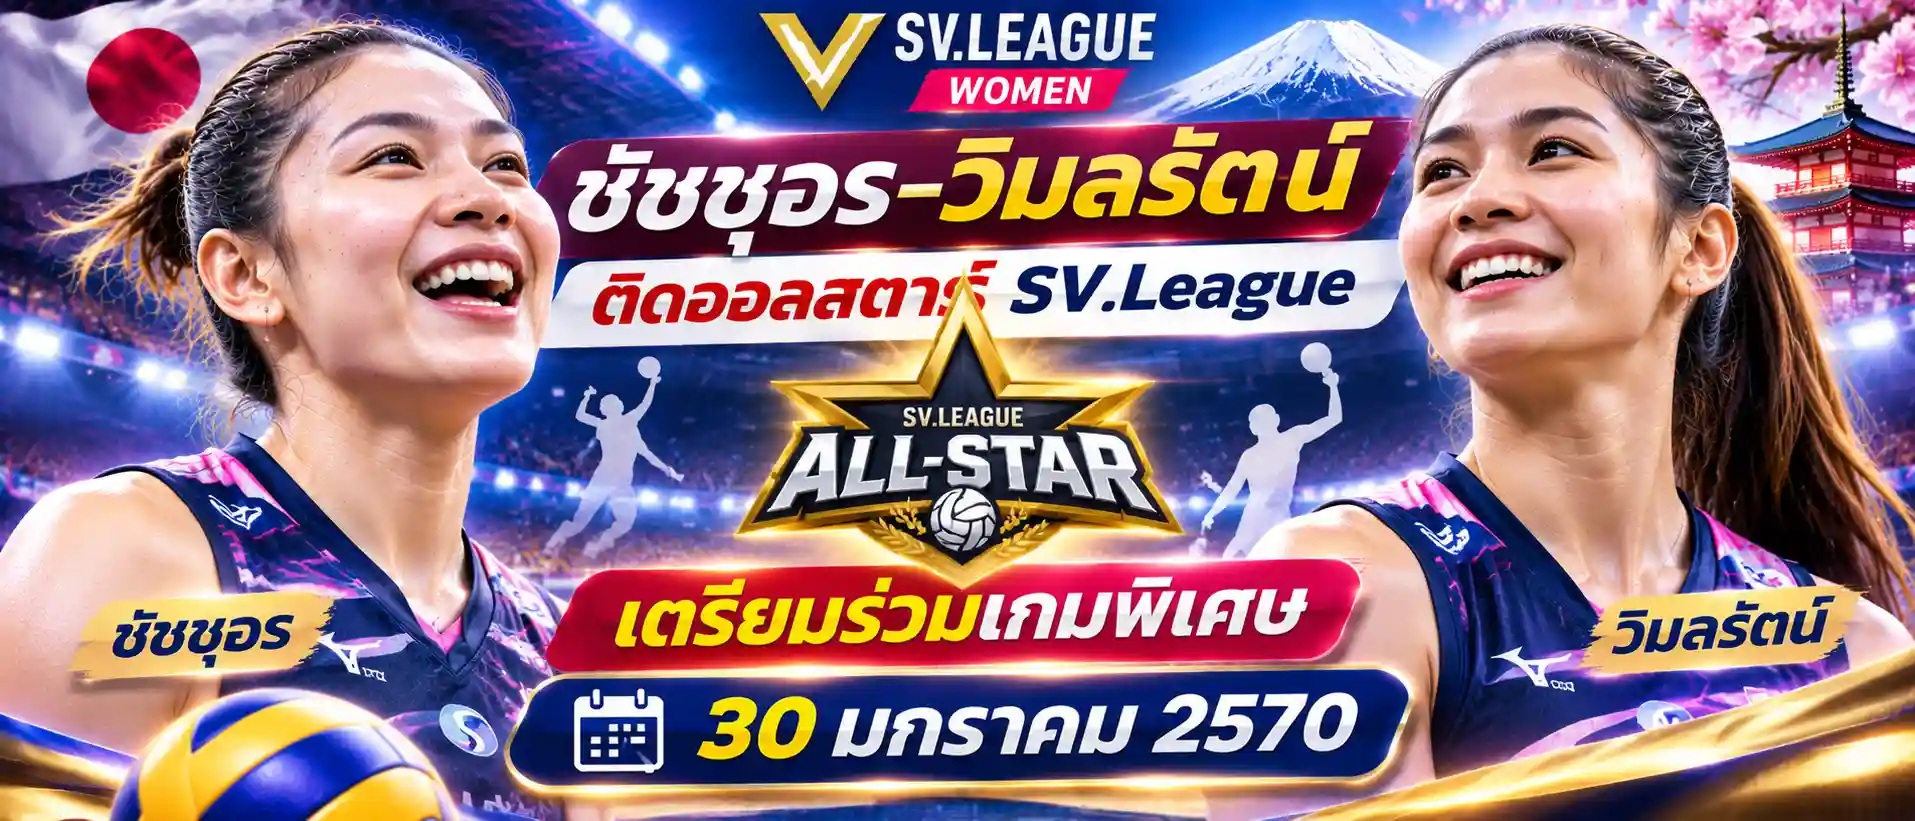 SV.LEAGUE
WOMEN
ชัชชุอร-วิมลรัตน์
ติดออลสตาร์ SV.League
SV.LEAGUE
ALL-STAR
เตรียมร่วมเกมพิเศษ
30 มกราคม 2570
ชัชชุอร
วิมลรัตน์